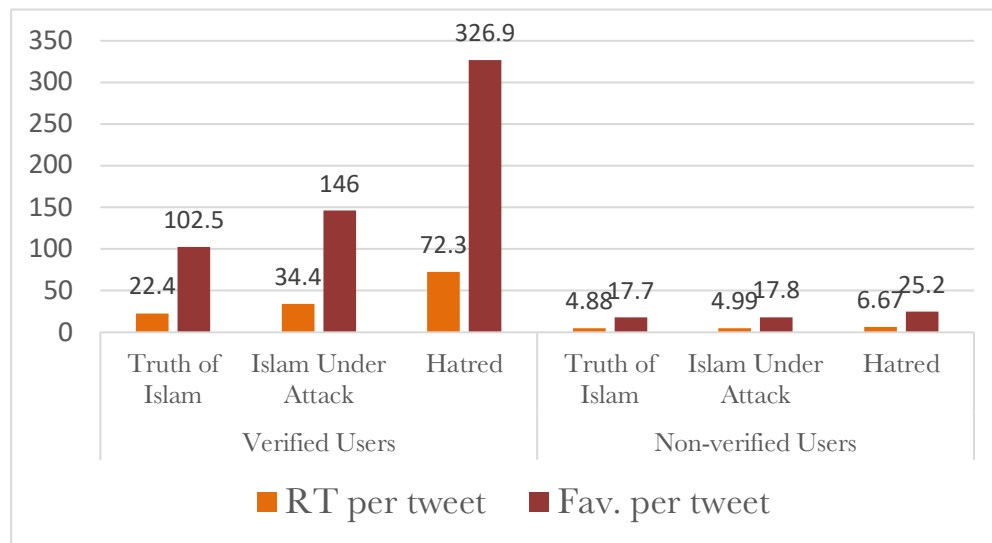 350
300
250
200
150
100
50
0
22.4
102.5
34.4
146
72.3
326.9
4.88
17.7
4.99
17.8
6.67
25.2
Truth of
Islam
Islam Under
Attack
Hatred
Truth of
Islam
Islam Under
Attack
Hatred
Verified Users
Non-verified Users
RT per tweet
Fav. per tweet